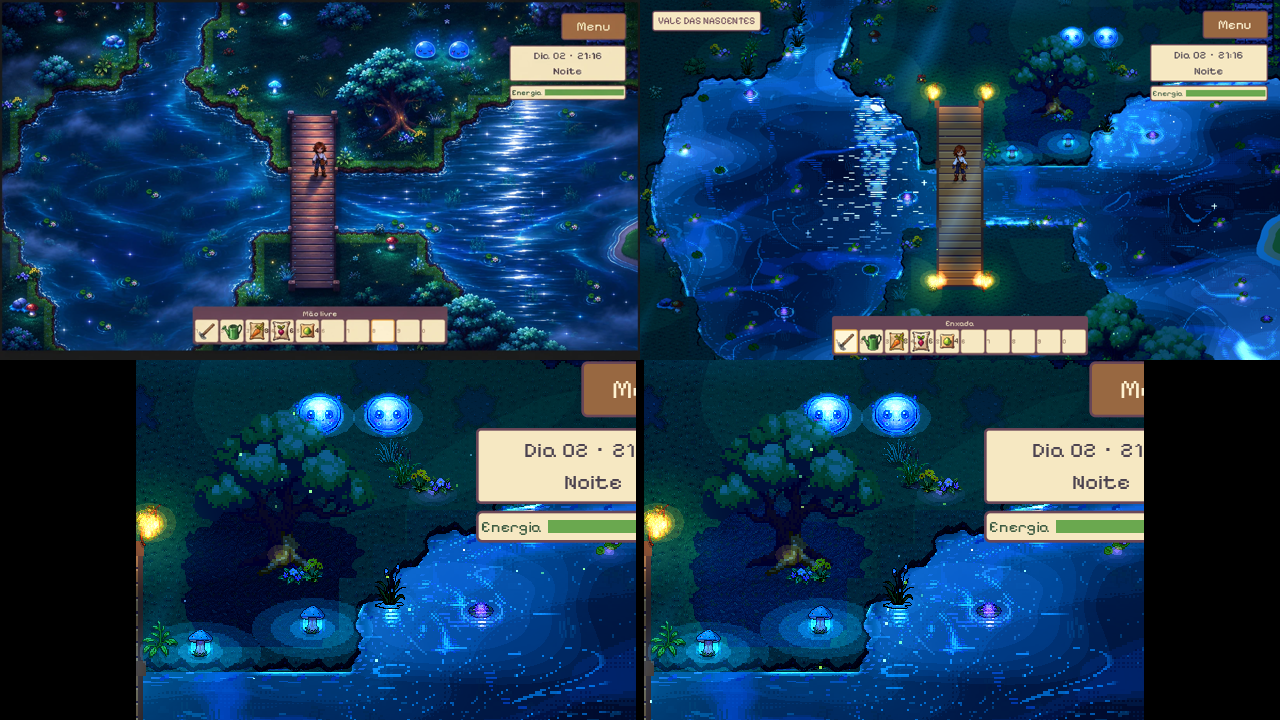 Menu
Dia 02 · 21:16
Noite
Energia
Mão livre
VALE DAS NASCENTES
Menu
Dia 02 · 21:16
Noite
Energia
Enxada
M
Dia 02 · 21
Noite
Energia
M
Dia 02 · 21
Noite
Energia